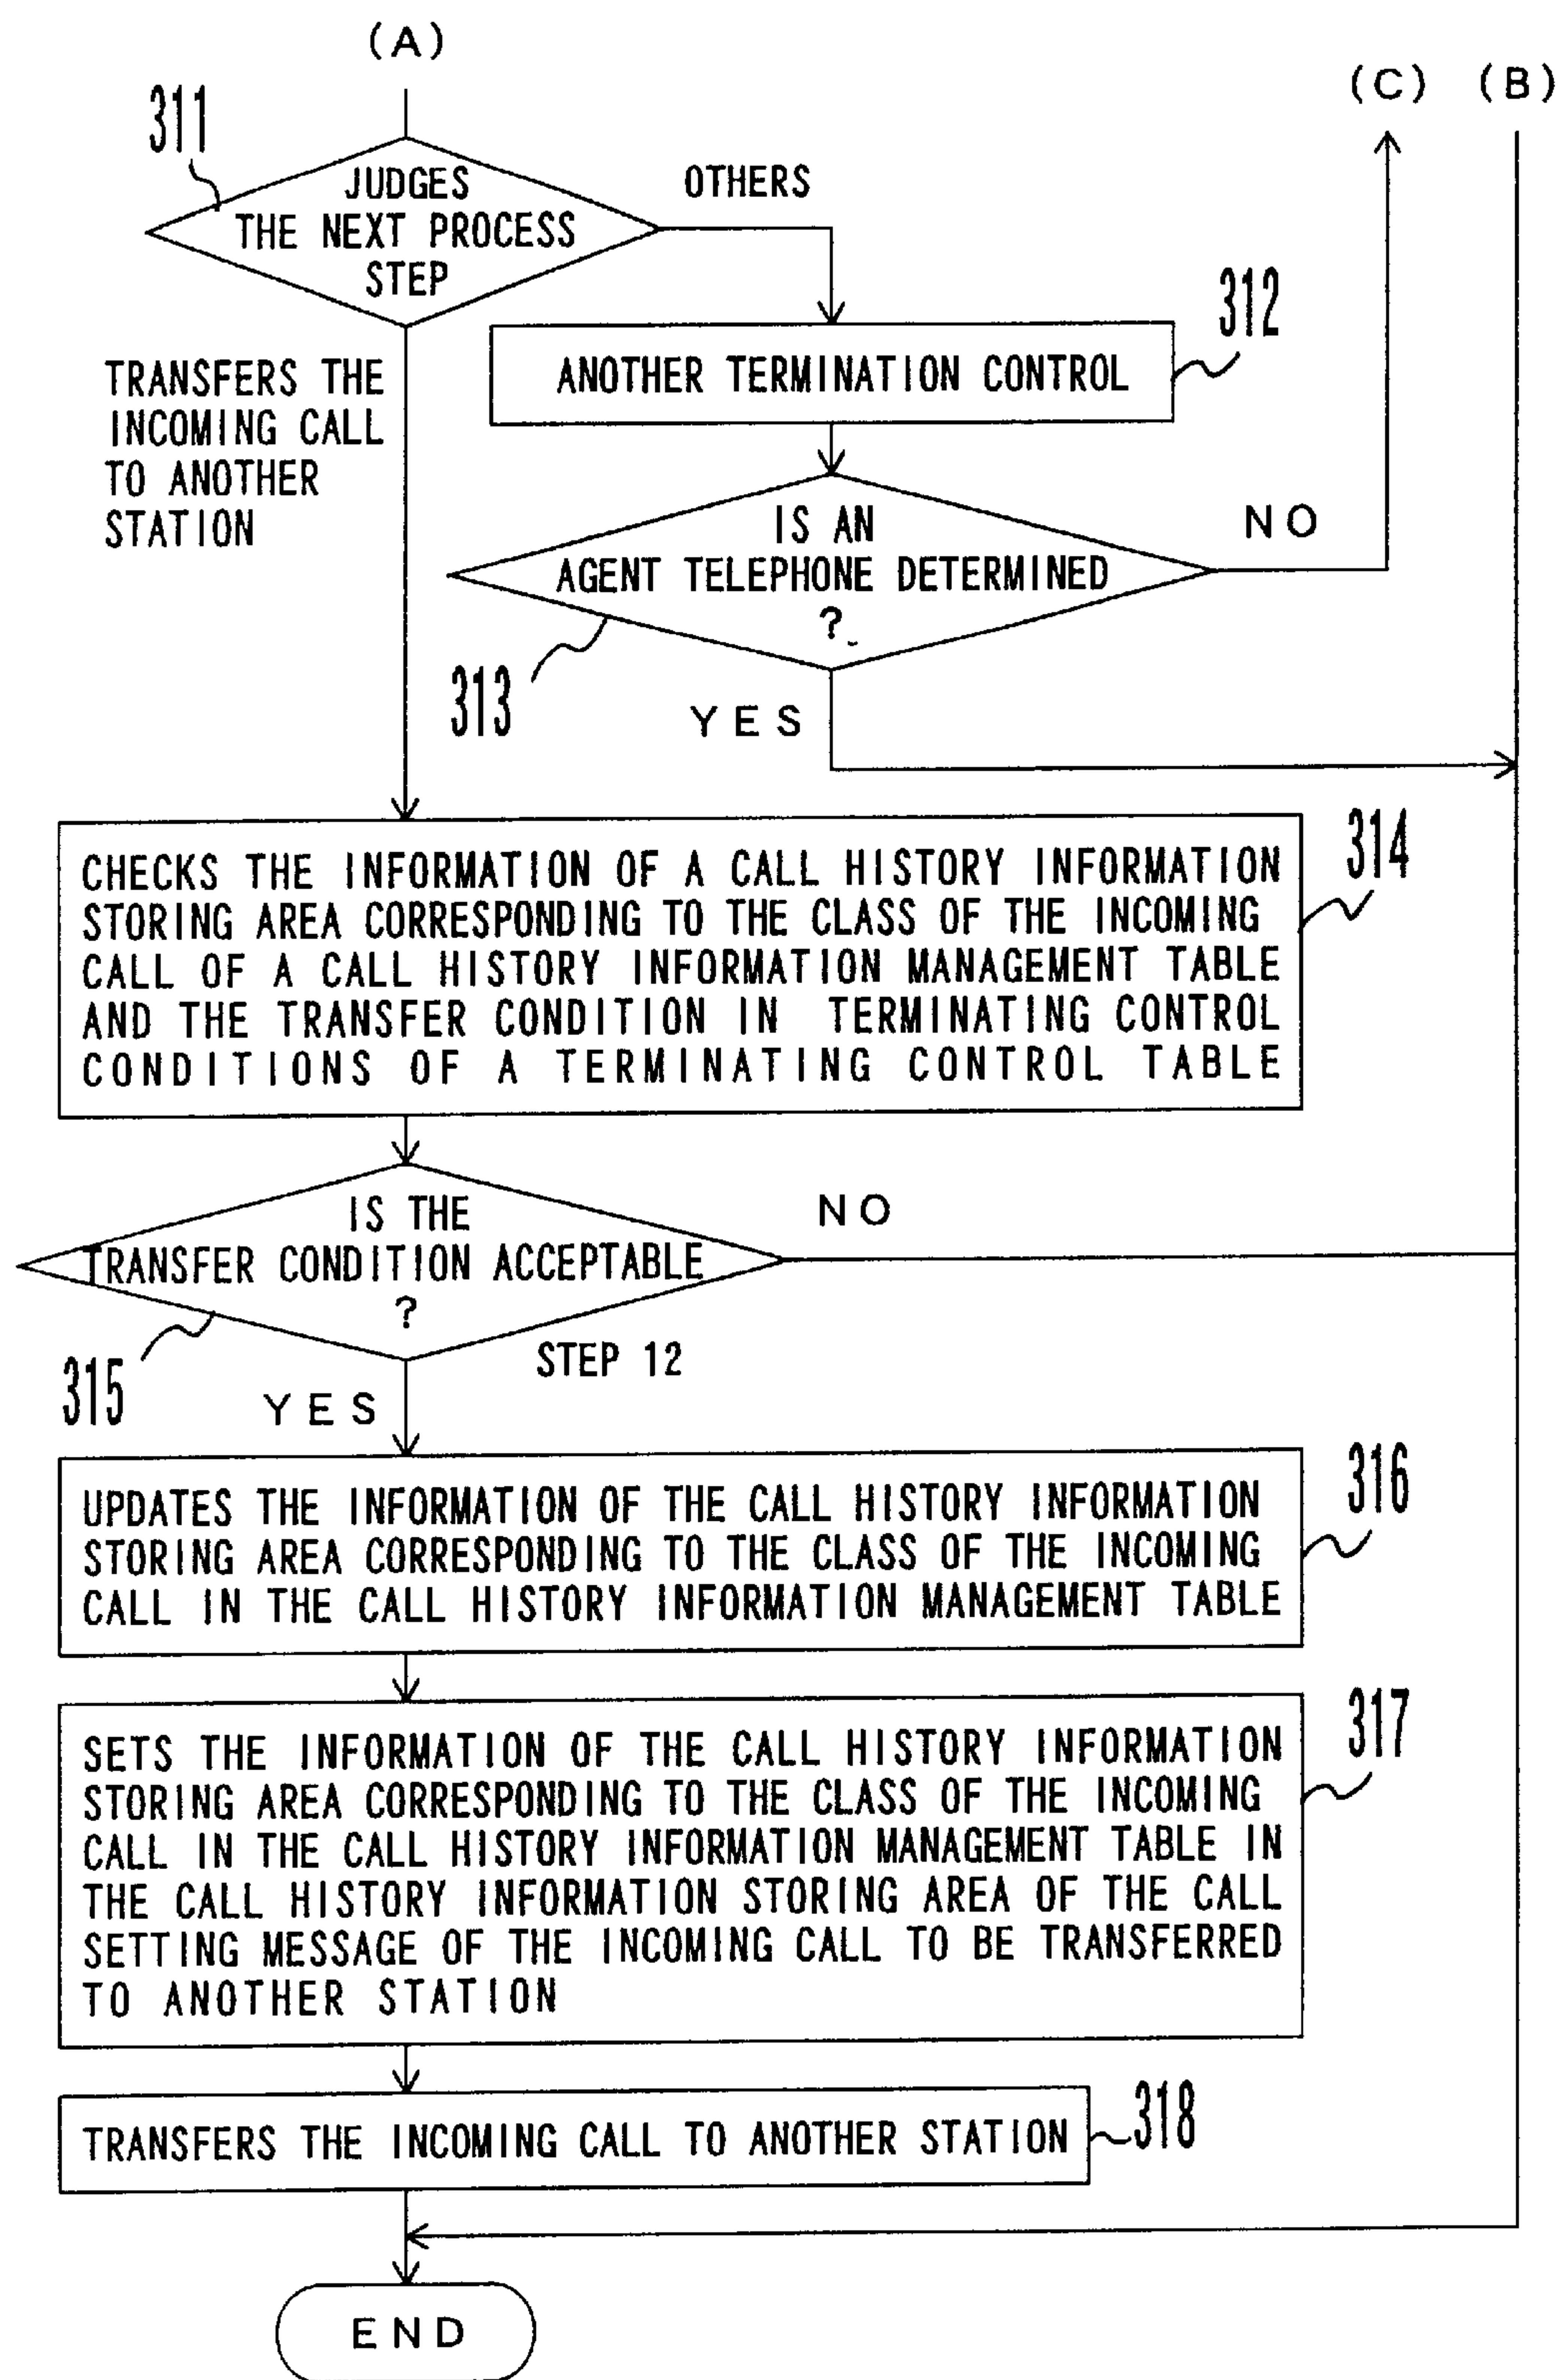 (A)
(C) (B)
311
JUDGES
THE NEXT PROCESS
STEP
OTHERS
312
ANOTHER TERMINATION CONTROL
TRANSFERS THE
INCOMING CALL
TO ANOTHER
STATION
IS AN
AGENT TELEPHONE DETERMINED
?
NO
313
YES
314
CHECKS THE INFORMATION OF A CALL HISTORY INFORMATION
STORING AREA CORRESPONDING TO THE CLASS OF THE INCOMING
CALL OF A CALL HISTORY INFORMATION MANAGEMENT TABLE
AND THE TRANSFER CONDITION IN TERMINATING CONTROL
CONDITIONS OF A TERMINATING CONTROL TABLE
IS THE
TRANSFER CONDITION ACCEPTABLE
?
NO
315
STEP 12
YES
316
UPDATES THE INFORMATION OF THE CALL HISTORY INFORMATION
STORING AREA CORRESPONDING TO THE CLASS OF THE INCOMING
CALL IN THE CALL HISTORY INFORMATION MANAGEMENT TABLE
317
SETS THE INFORMATION OF THE CALL HISTORY INFORMATION
STORING AREA CORRESPONDING TO THE CLASS OF THE INCOMING
CALL IN THE CALL HISTORY INFORMATION MANAGEMENT TABLE IN
THE CALL HISTORY INFORMATION STORING AREA OF THE CALL
SETTING MESSAGE OF THE INCOMING CALL TO BE TRANSFERRED
TO ANOTHER STATION
TRANSFERS THE INCOMING CALL TO ANOTHER STATION
318
END